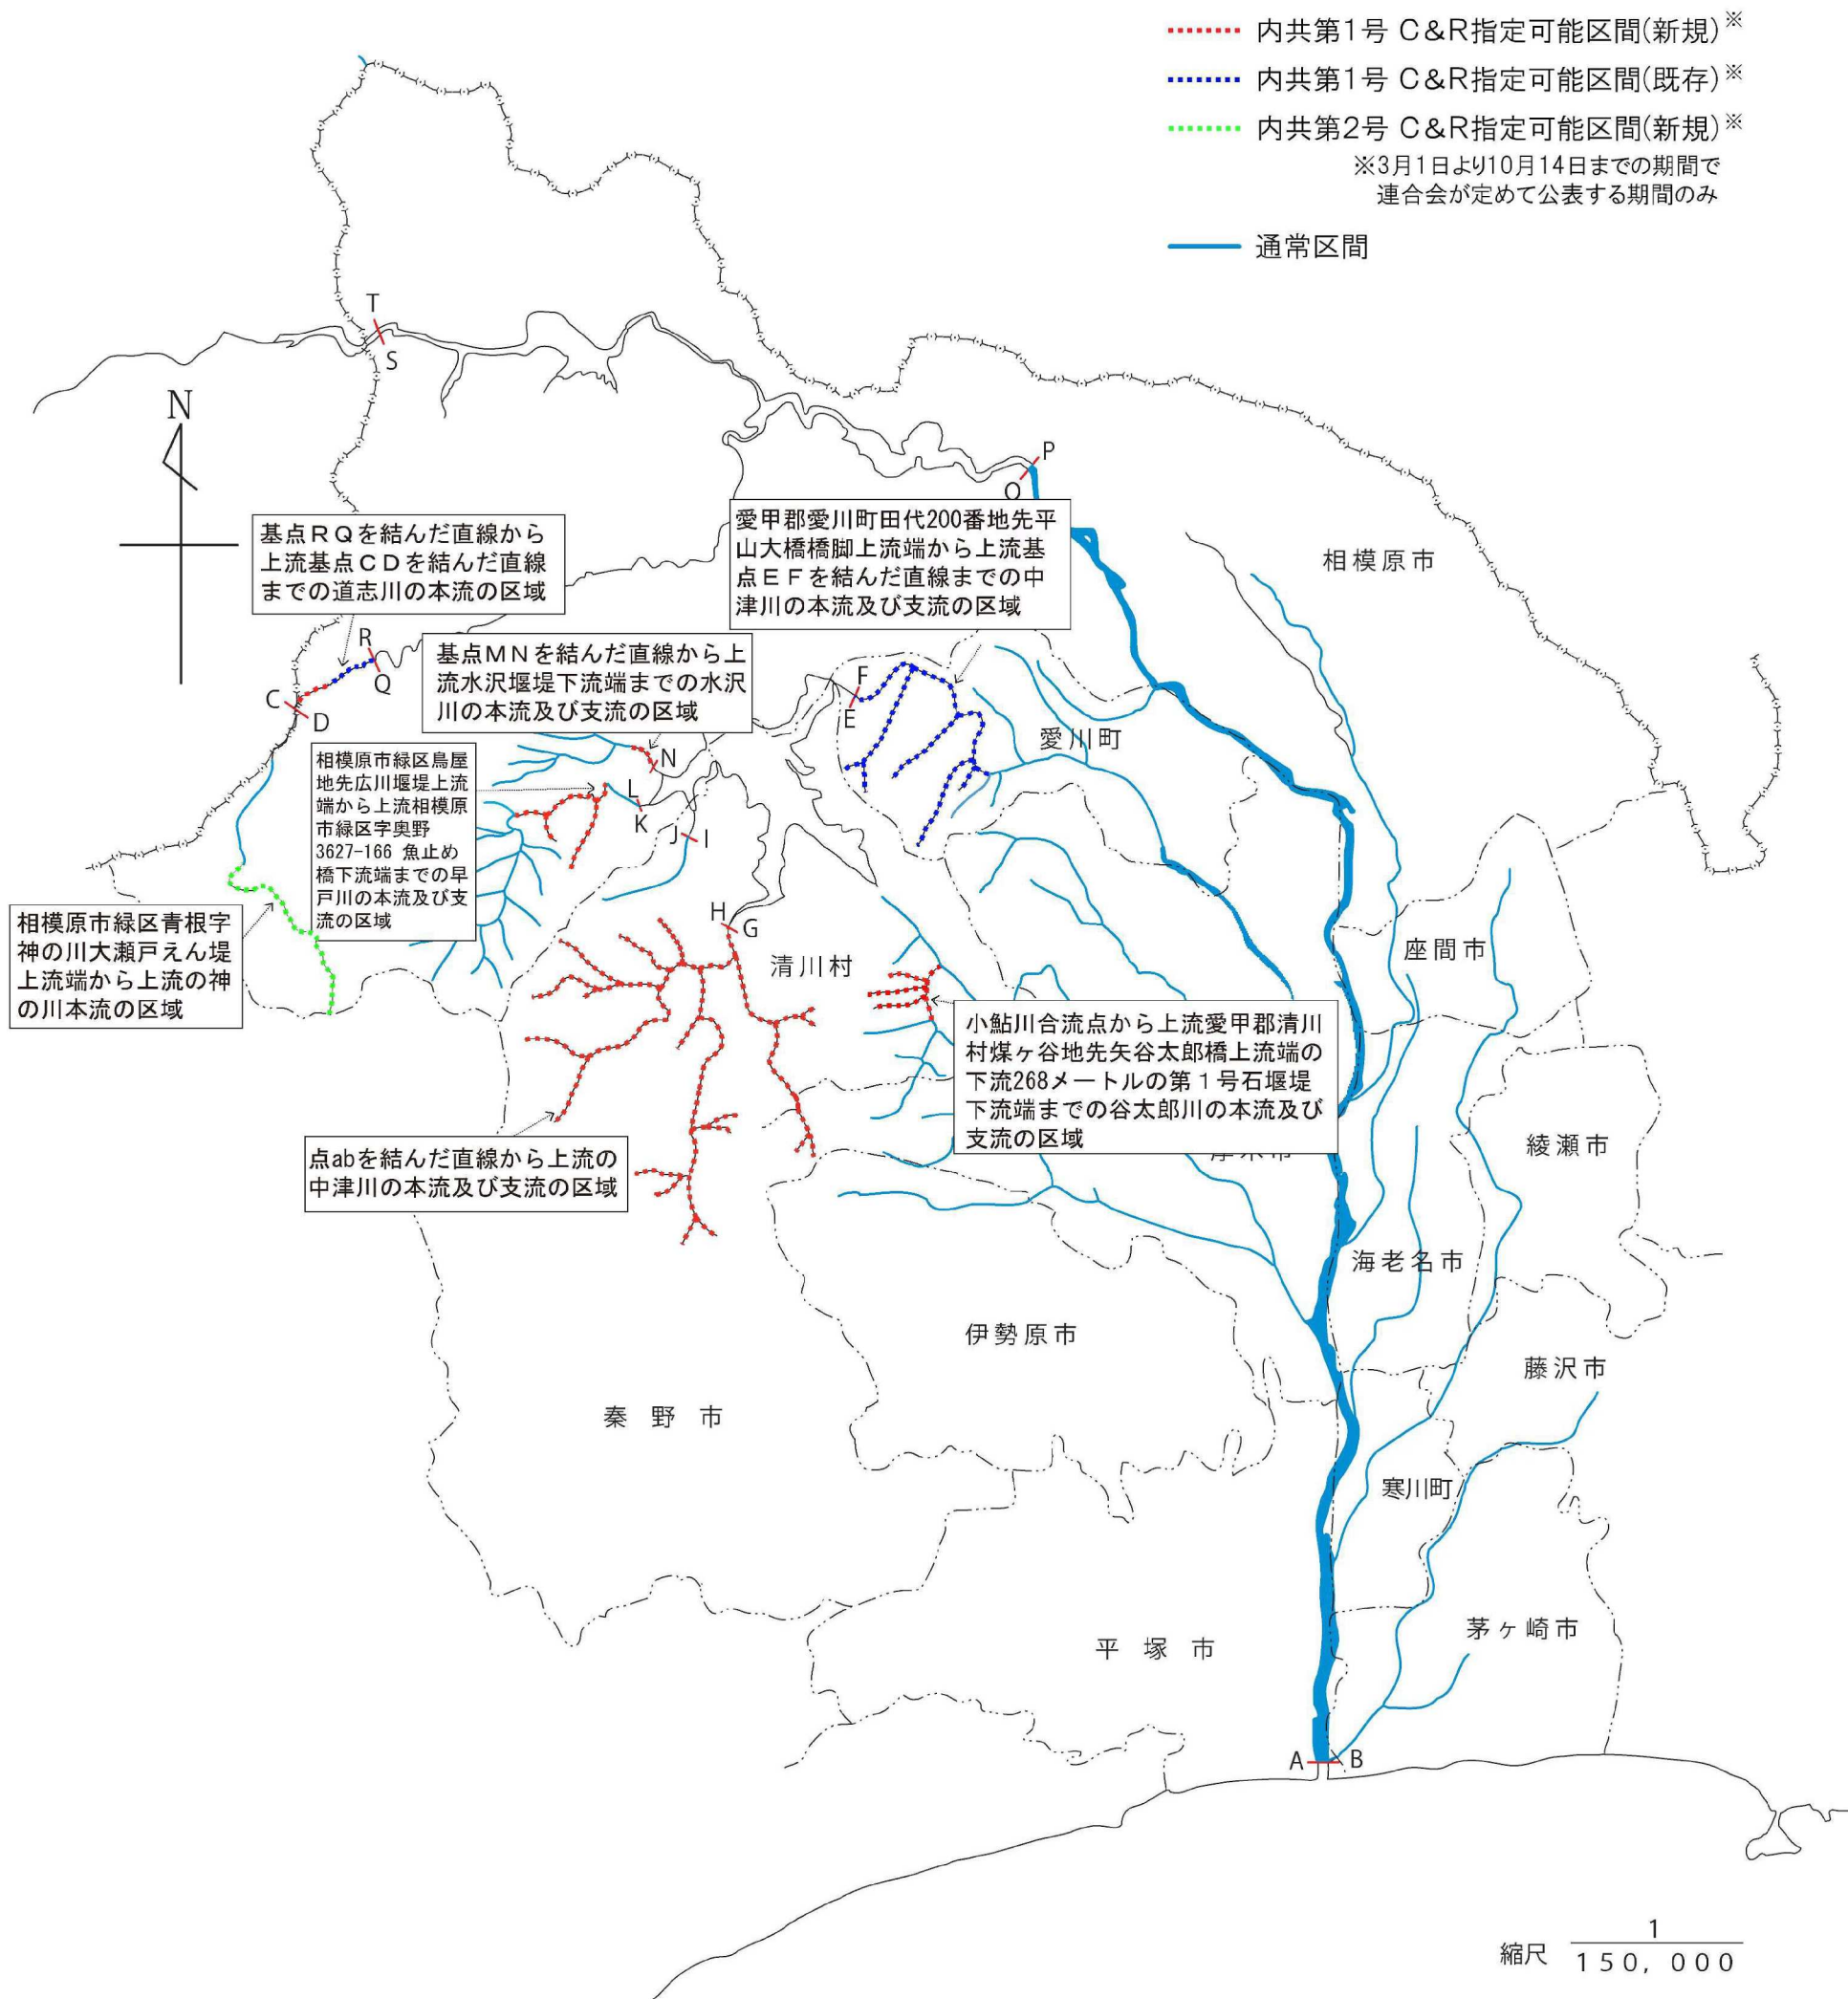 内共第1号 C&R指定可能区間(新規)※
内共第1号 C&R指定可能区間(既存)※
内共第2号 C&R指定可能区間(新規)※
※3月1日より10月14日までの期間で
連合会が定めて公表する期間のみ
通常区間
T
S
N
P
O
基点RQを結んだ直線から
上流基点CDを結んだ直線
までの道志川の本流の区域
愛甲郡愛川町田代200番地先平
山大橋橋脚上流端から上流基
点EFを結んだ直線までの中
津川の本流及び支流の区域
相模原市
R
Q
C
D
基点MNを結んだ直線から上
流水沢堰堤下流端までの水沢
川の本流及び支流の区域
F
E
愛川町
N
相模原市緑区鳥屋
地先広川堰堤上流
端から上流相模原
市緑区字奥野
3627-166 魚止め
橋下流端までの早
戸川の本流及び支
流の区域
L
K
J
I
相模原市緑区青根字
神の川大瀬戸えん堤
上流端から上流の神
の川本流の区域
H
G
清川村
座間市
小鮎川合流点から上流愛甲郡清川
村煤ヶ谷地先矢谷太郎橋上流端の
下流268メートルの第1号石堰堤
下流端までの谷太郎川の本流及び
支流の区域
綾瀬市
点abを結んだ直線から上流の
中津川の本流及び支流の区域
海老名市
伊勢原市
藤沢市
秦野市
寒川町
茅ヶ崎市
平塚市
A
B
縮尺
1
150,000